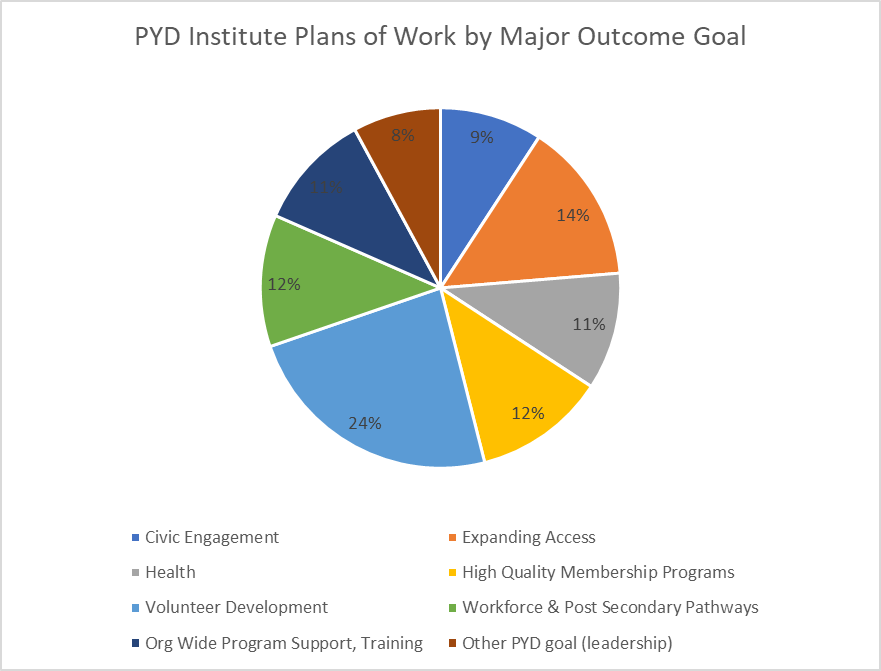 PYD Institute Plans of Work by Major Outcome Goal
8%
9%
11%
14%
12%
11%
24%
12%
Civic Engagement
Expanding Access
Health
High Quality Membership Programs
Volunteer Development
Workforce & Post Secondary Pathways
Org Wide Program Support, Training
Other PYD goal (leadership)